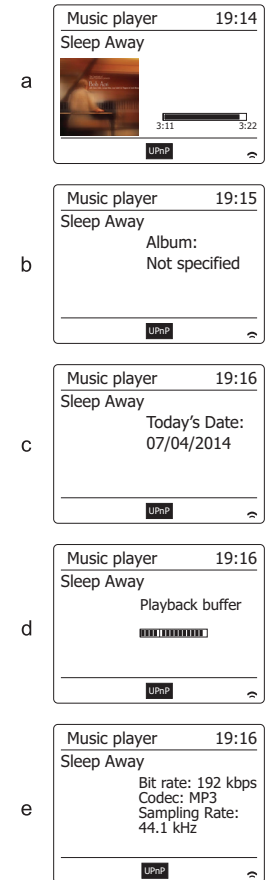 Music player 19:14
Sleep Away
a
3:11 3:22
UPnP
Music player 19:15
Sleep Away
Album:
b
Not specified
UPnP
Music player 19:16
Sleep Away
Today's Date:
c
07/04/2014
UPnP
Music player 19:16
Sleep Away
Playback buffer
d
UPnP
Music player 19:16
Sleep Away
Bit rate: 192 kbps
Codec: MP3
e
Sampling Rate:
44.1 kHz
UPnP